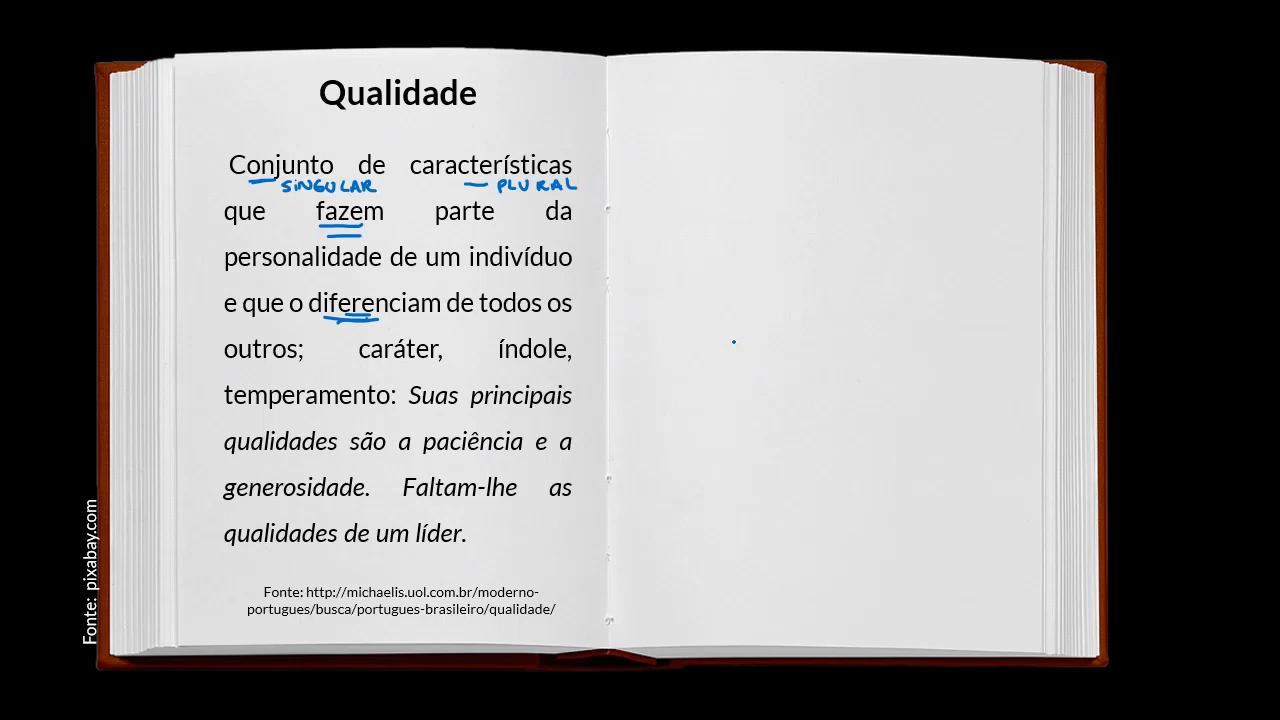 Qualidade
Conjunto de características
SINGULAR PLURAL
que fazem parte da
personalidade de um indivíduo
e que o diferenciam de todos os
outros; caráter, índole,
temperamento: Suas principais
qualidades são a paciência e a
generosidade. Faltam-lhe as
qualidades de um líder.
Fonte: http://michaelis.uol.com.br/moderno-
portugues/busca/portugues-brasileiro/qualidade/
Fonte: pixabay.com